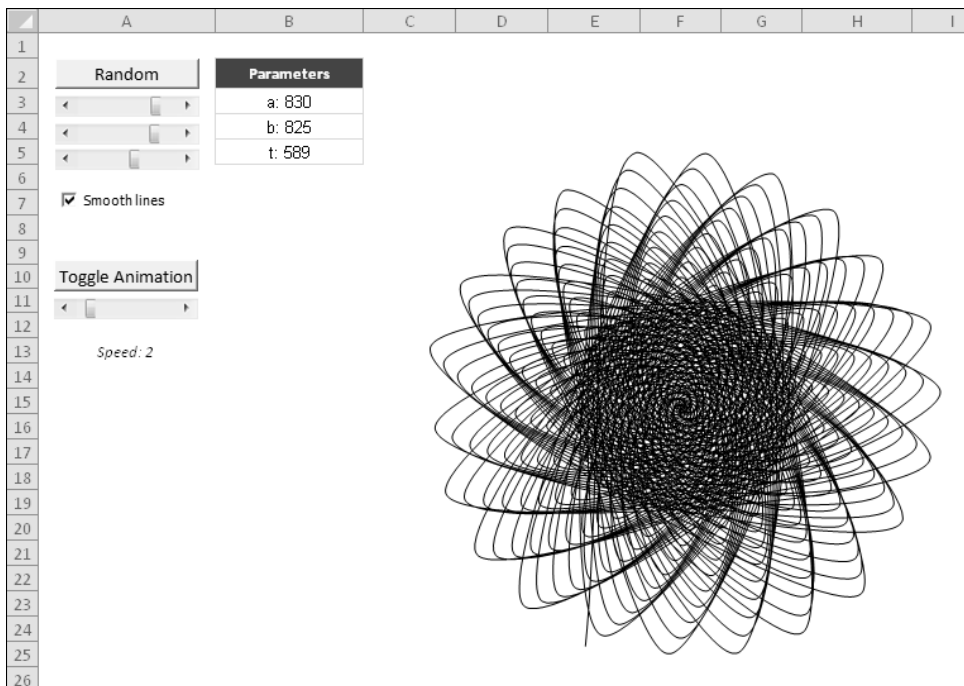 A B C D E F G H I
1
2 Random Parameters
3 a: 830
4 b: 825
5 t: 589
6
7 Smooth lines
8
9
10 Toggle Animation
11
12
13 Speed: 2
14
15
16
17
18
19
20
21
22
23
24
25
26